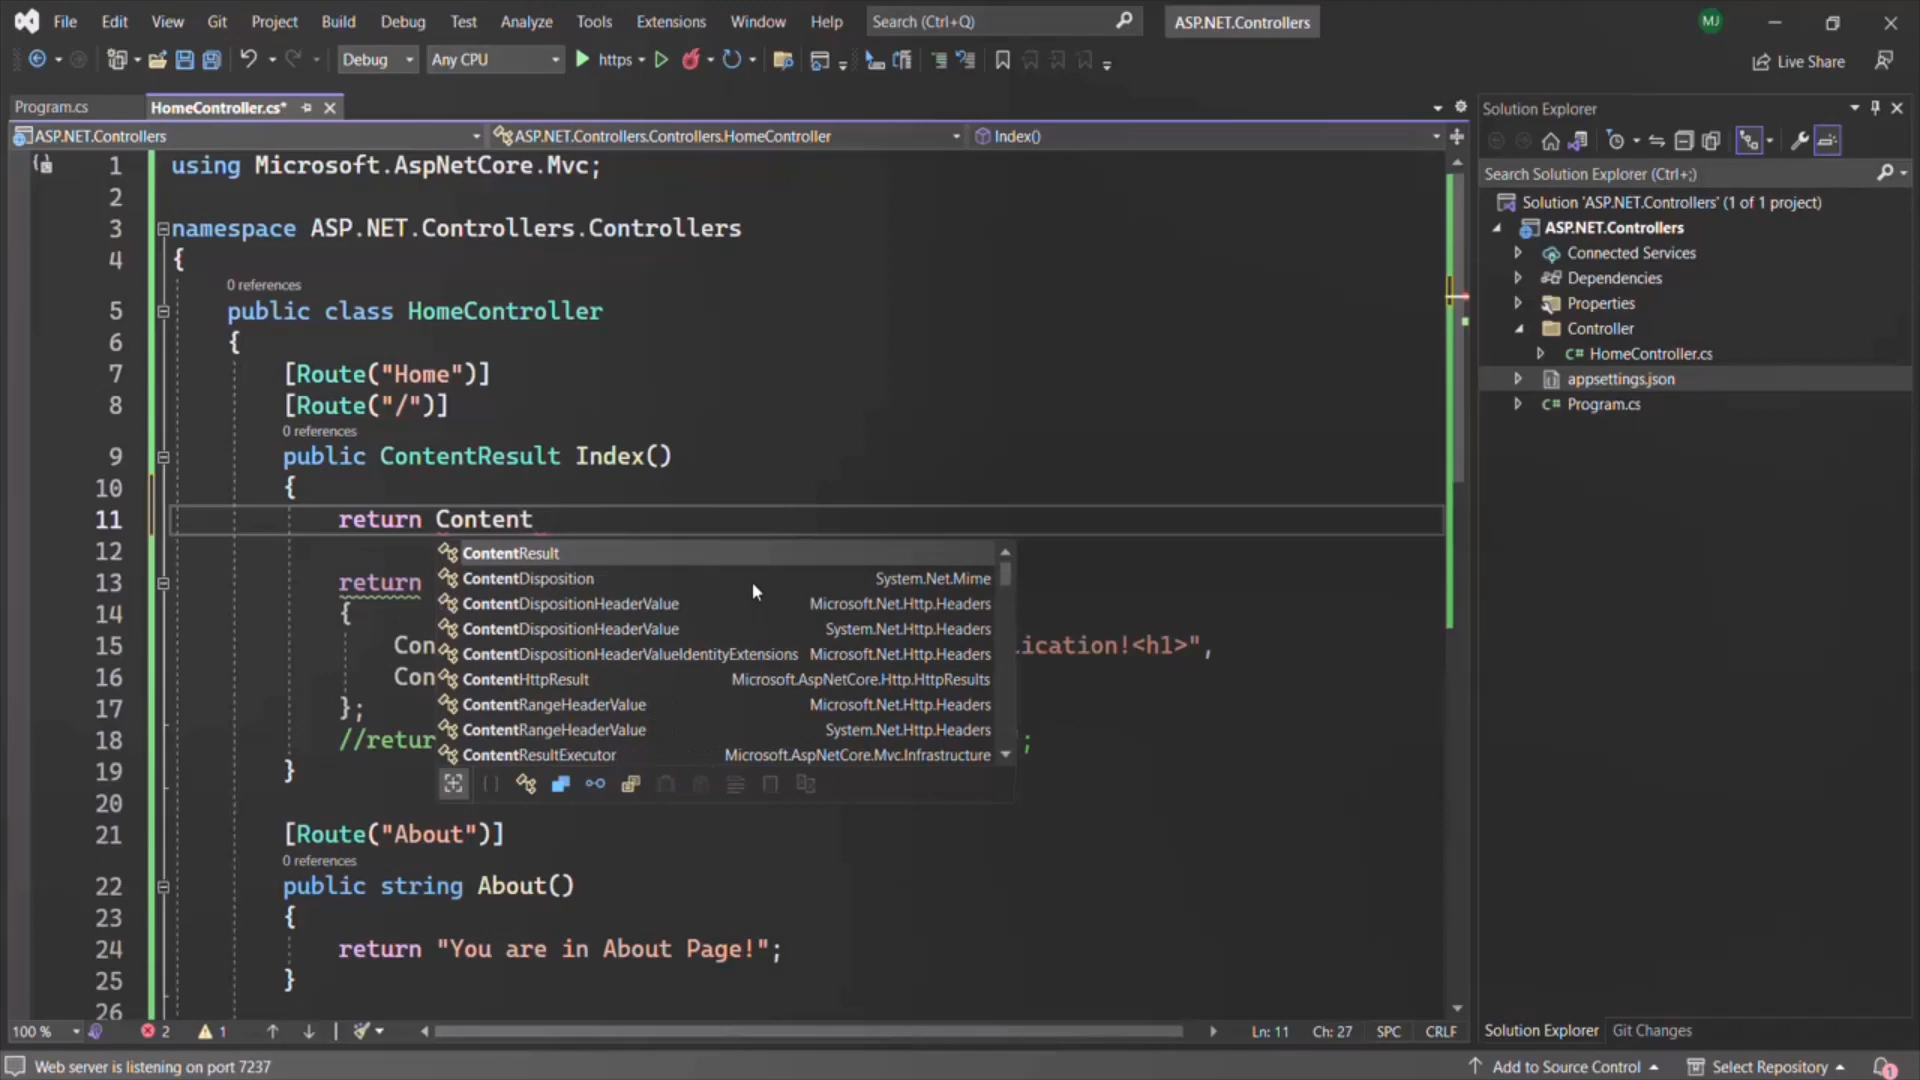 File Edit View Git Project Build Debug Test Analyze Tools Extensions Window Help Search (Ctrl+Q) ASP.NET.Controllers MJ
Debug Any CPU https Live Share
Program.cs HomeController.cs*
ASP.NET.Controllers ASP.NET.Controllers.Controllers.HomeController Index()
1 using Microsoft.AspNetCore.Mvc;
2
3 namespace ASP.NET.Controllers.Controllers
4 {
0 references
5 public class HomeController
6 {
7 [Route("Home")]
8 [Route("/")]
0 references
9 public ContentResult Index()
10 {
11 return Content
12
13 return
14 {
15 Con ication!<h1>",
16 Con
17 };
18 //retur ;
19 }
20
21 [Route("About")]
0 references
22 public string About()
23 {
24 return "You are in About Page!";
25 }
26
ContentResult
ContentDisposition System.Net.Mime
ContentDispositionHeaderValue Microsoft.Net.Http.Headers
ContentDispositionHeaderValue System.Net.Http.Headers
ContentDispositionHeaderValueIdentityExtensions Microsoft.Net.Http.Headers
ContentHttpResult Microsoft.AspNetCore.Http.HttpResults
ContentRangeHeaderValue Microsoft.Net.Http.Headers
ContentRangeHeaderValue System.Net.Http.Headers
ContentResultExecutor Microsoft.AspNetCore.Mvc.Infrastructure
100 % 2 1 Ln: 11 Ch: 27 SPC CRLF
Solution Explorer
Search Solution Explorer (Ctrl+;)
Solution 'ASP.NET.Controllers' (1 of 1 project)
ASP.NET.Controllers
Connected Services
Dependencies
Properties
Controller
C# HomeController.cs
appsettings.json
C# Program.cs
Solution Explorer Git Changes
Web server is listening on port 7237 Add to Source Control Select Repository 1